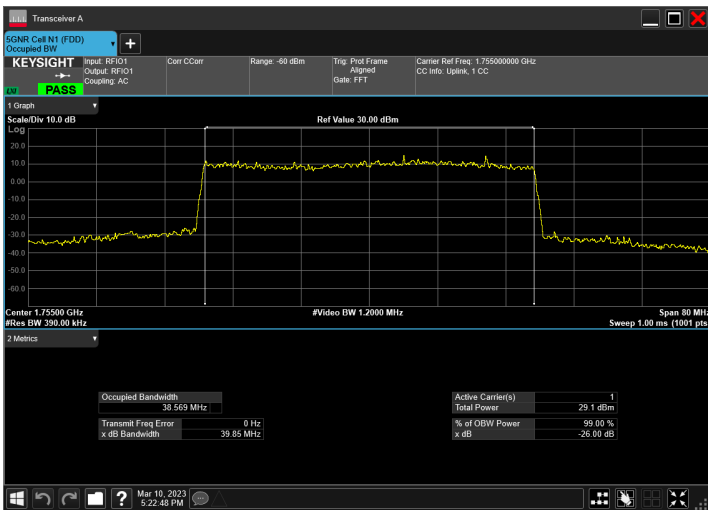 Transceiver A
5GNR Cell N1 (FDD)
Occupied BW
KEYSIGHT
LXI
PASS
Input: RFIO1
Output: RFIO1
Coupling: AC
Corr CCorr
Range: -60 dBm
Trig: Prot Frame
Aligned
Gate: FFT
Carrier Ref Freq: 1.755000000 GHz
CC Info: Uplink, 1 CC
1 Graph
Scale/Div 10.0 dB
Ref Value 30.00 dBm
Log
20.0
10.0
0.00
-10.0
-20.0
-30.0
-40.0
-50.0
-60.0
Center 1.75500 GHz
#Video BW 1.2000 MHz
Span 80 MHz
#Res BW 390.00 kHz
Sweep 1.00 ms (1001 pts
2 Metrics
Occupied Bandwidth
38.569 MHz
Transmit Freq Error 0 Hz
x dB Bandwidth 39.85 MHz
Active Carrier(s) 1
Total Power 29.1 dBm
% of OBW Power 99.00 %
x dB -26.00 dB
?
Mar 10, 2023
5:22:48 PM